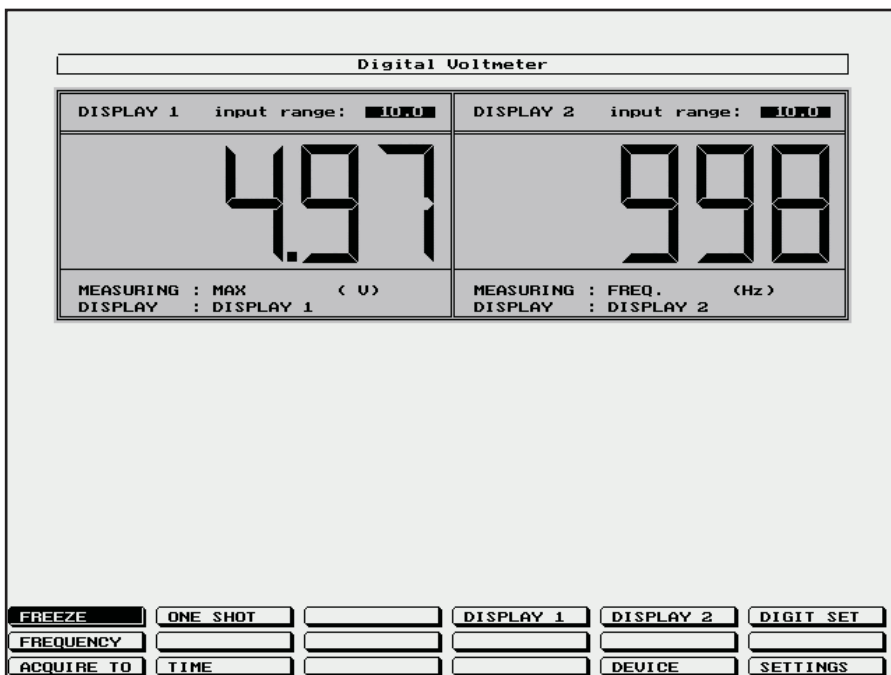 Digital Voltmeter
DISPLAY 1 input range: 10.0
DISPLAY 2 input range: 10.0
4.97
998
MEASURING : MAX ( V)
DISPLAY : DISPLAY 1
MEASURING : FREQ. (Hz)
DISPLAY : DISPLAY 2
FREEZE ONE SHOT DISPLAY 1 DISPLAY 2 DIGIT SET
FREQUENCY
ACQUIRE TO TIME DEVICE SETTINGS